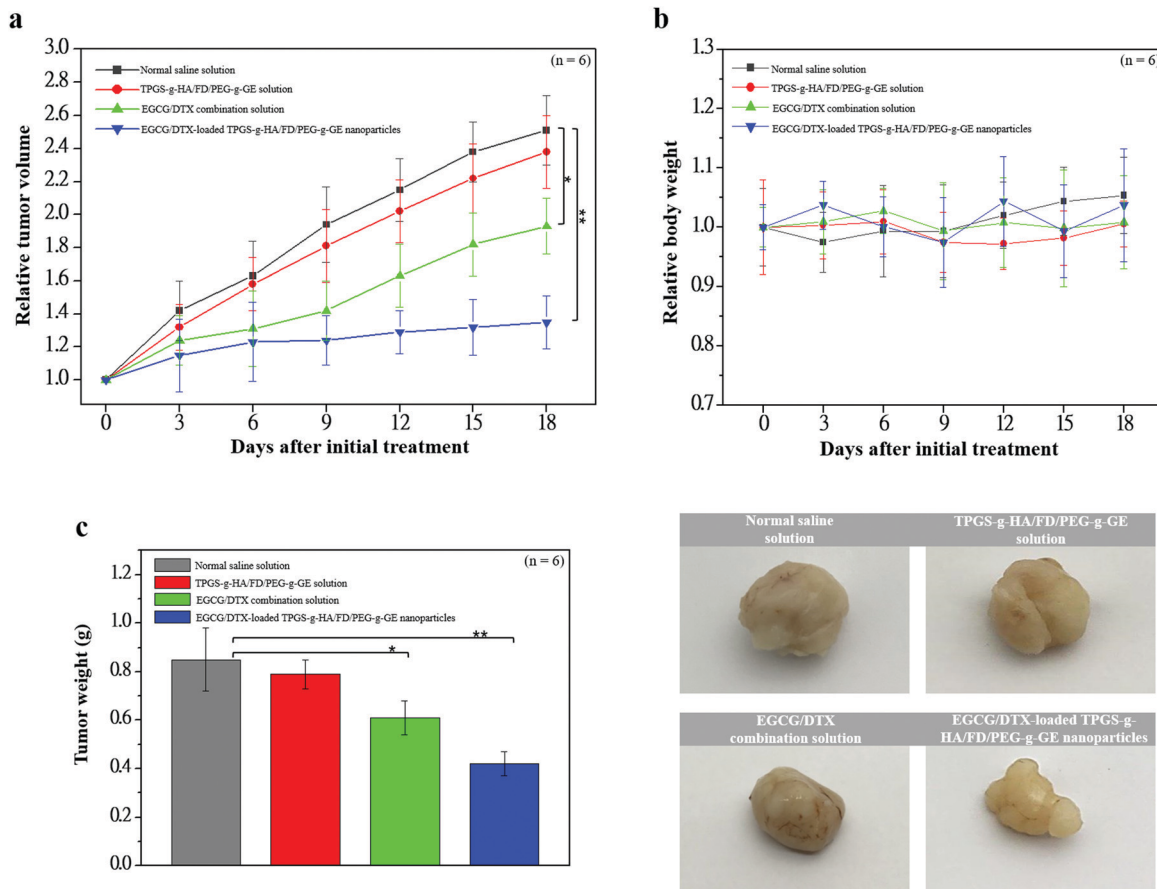 a
(n = 6)
Normal saline solution
TPGS-g-HA/FD/PEG-g-GE solution
EGCG/DTX combination solution
EGCG/DTX-loaded TPGS-g-HA/FD/PEG-g-GE nanoparticles
Relative tumor volume
3.0
2.8
2.6
2.4
2.2
2.0
1.8
1.6
1.4
1.2
1.0
*
**
0 3 6 9 12 15 18
Days after initial treatment
b
(n = 6)
Normal saline solution
TPGS-g-HA/FD/PEG-g-GE solution
EGCG/DTX combination solution
EGCG/DTX-loaded TPGS-g-HA/FD/PEG-g-GE nanoparticles
Relative body weight
1.3
1.2
1.1
1.0
0.9
0.8
0.7
0 3 6 9 12 15 18
Days after initial treatment
c
(n = 6)
Normal saline solution
TPGS-g-HA/FD/PEG-g-GE solution
EGCG/DTX combination solution
EGCG/DTX-loaded TPGS-g-HA/FD/PEG-g-GE nanoparticles
Tumor weight (g)
1.2
1.0
0.8
0.6
0.4
0.2
0.0
**
*
Normal saline
solution
TPGS-g-HA/FD/PEG-g-GE
solution
EGCG/DTX
combination solution
EGCG/DTX-loaded TPGS-g-
HA/FD/PEG-g-GE nanoparticles